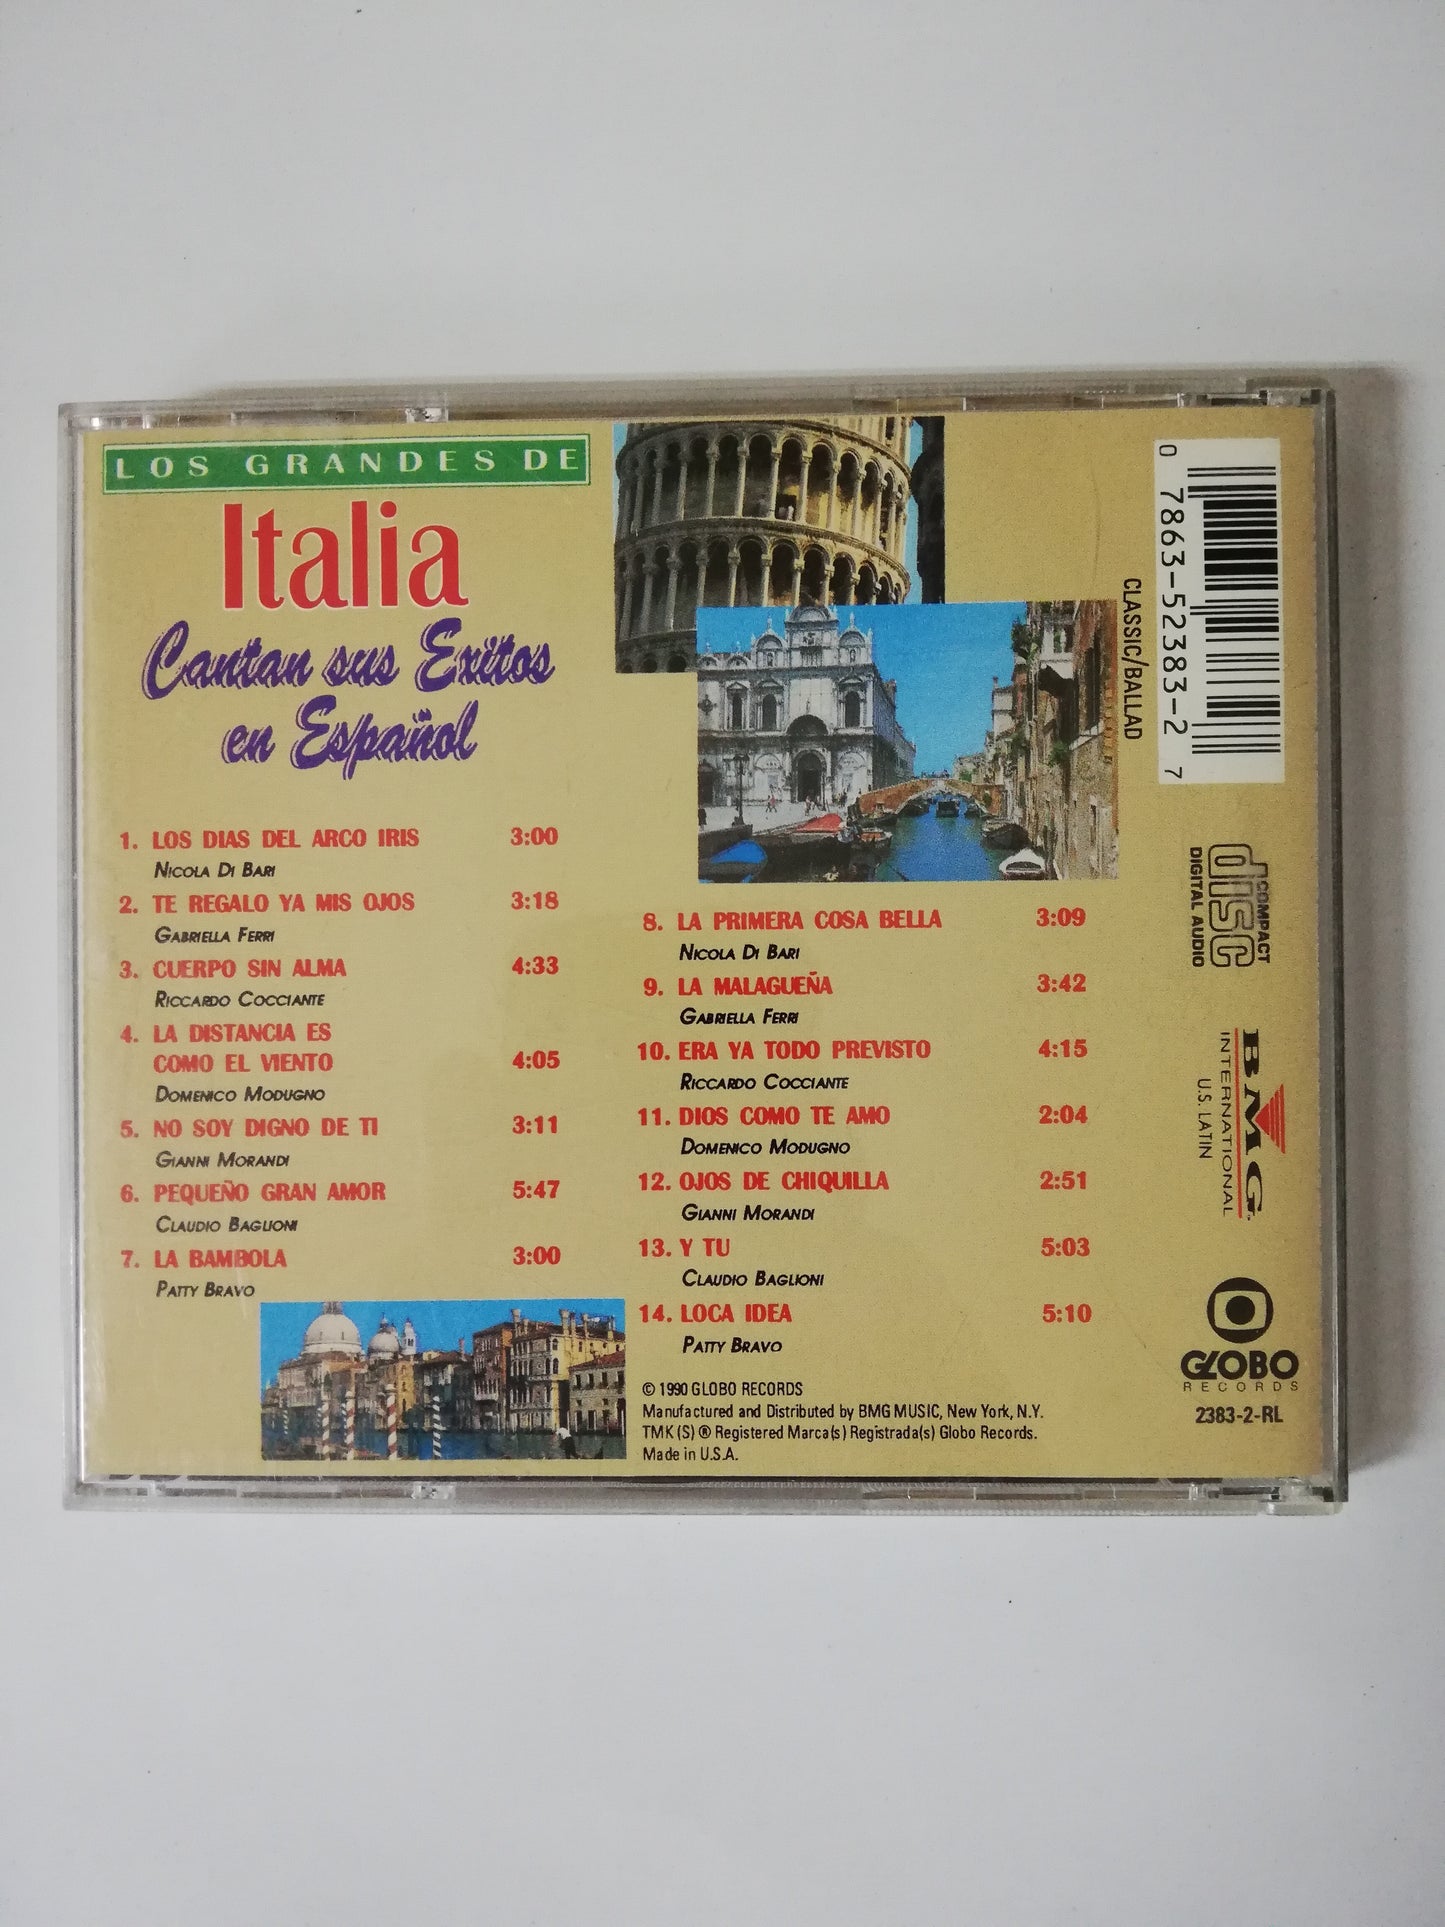 LOS GRANDES DE
Italia
Cantan sus Exitos
en Español
1. LOS DIAS DEL ARCO IRIS 3:00
NICOLA DI BARI
2. TE REGALO YA MIS OJOS 3:18
GABRIELLA FERRI
3. CUERPO SIN ALMA 4:33
RICCARDO COCCIANTE
4. LA DISTANCIA ES
COMO EL VIENTO 4:05
DOMENICO MODUGNO
5. NO SOY DIGNO DE TI 3:11
GIANNI MORANDI
6. PEQUEÑO GRAN AMOR 5:47
CLAUDIO BAGLIONI
7. LA BAMBOLA 3:00
PATTY BRAVO
8. LA PRIMERA COSA BELLA 3:09
NICOLA DI BARI
9. LA MALAGUEÑA 3:42
GABRIELLA FERRI
10. ERA YA TODO PREVISTO 4:15
RICCARDO COCCIANTE
11. DIOS COMO TE AMO 2:04
DOMENICO MODUGNO
12. OJOS DE CHIQUILLA 2:51
GIANNI MORANDI
13. Y TU 5:03
CLAUDIO BAGLIONI
14. LOCA IDEA 5:10
PATTY BRAVO
© 1990 GLOBO RECORDS
Manufactured and Distributed by BMG MUSIC, New York, N.Y.
TMK(S) ® Registered Marca(s) Registrada(s) Globo Records.
Made in U.S.A.
CLASSIC/BALLAD
0 7863-52383-2 7
COMPACT
disc
DIGITAL AUDIO
BMG
INTERNATIONAL
U.S. LATIN
GLOBO
RECORDS
2383-2-RL